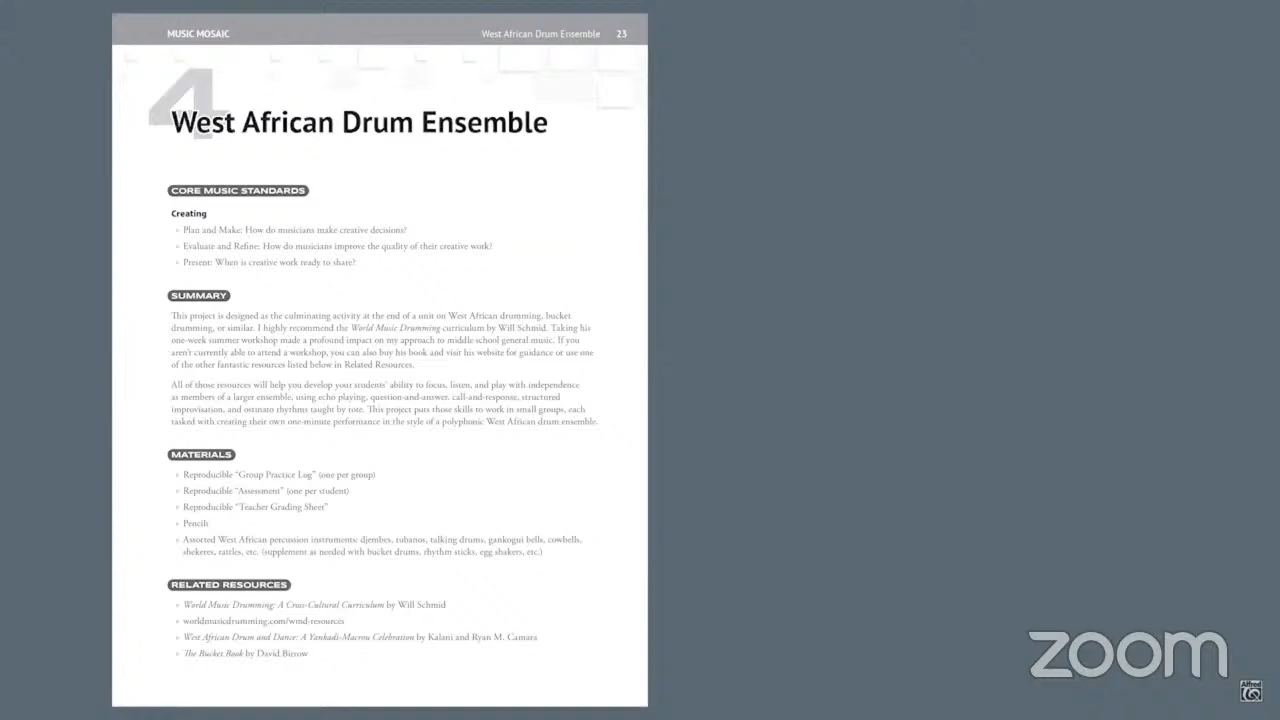 MUSIC MOSAIC
West African Drum Ensemble 23
4
West African Drum Ensemble
CORE MUSIC STANDARDS
Creating
Plan and Make: How do musicians make creative decisions?
Evaluate and Refine: How do musicians improve the quality of their creative work?
Present: When is creative work ready to share?
SUMMARY
This project is designed as the culminating activity at the end of a unit on West African drumming, bucket
drumming, or similar. I highly recommend the World Music Drumming curriculum by Will Schmid. Taking his
one-week summer workshop made a profound impact on my approach to middle school general music. If you
aren't currently able to attend a workshop, you can also buy his book and visit his website for guidance or use one
of the other fantastic resources listed below in Related Resources.
All of those resources will help you develop your students' ability to focus, listen, and play with independence
as members of a larger ensemble, using echo playing, question-and-answer, call-and-response, structured
improvisation, and ostinato rhythms taught by rote. This project puts those skills to work in small groups, each
tasked with creating their own one-minute performance in the style of a polyphonic West African drum ensemble.
MATERIALS
Reproducible "Group Practice Log" (one per group)
Reproducible "Assessment" (one per student)
Reproducible "Teacher Grading Sheet"
Pencils
Assorted West African percussion instruments: djembes, tubanos, talking drums, gankogui bells, cowbells,
shekeres, rattles, etc. (supplement as needed with bucket drums, rhythm sticks, egg shakers, etc.)
RELATED RESOURCES
World Music Drumming: A Cross-Cultural Curriculum by Will Schmid
worldmusicdrumming.com/wmd-resources
West African Drum and Dance: A Yankadi-Macrou Celebration by Kalani and Ryan M. Camara
The Bucket Book by David Birrow
zoom
Alfred